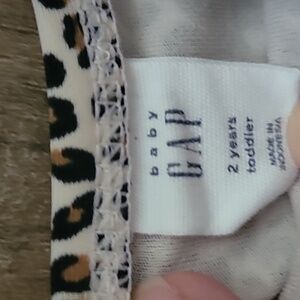 baby
GAP
2 years
toddler
MADE IN
INDONESIA